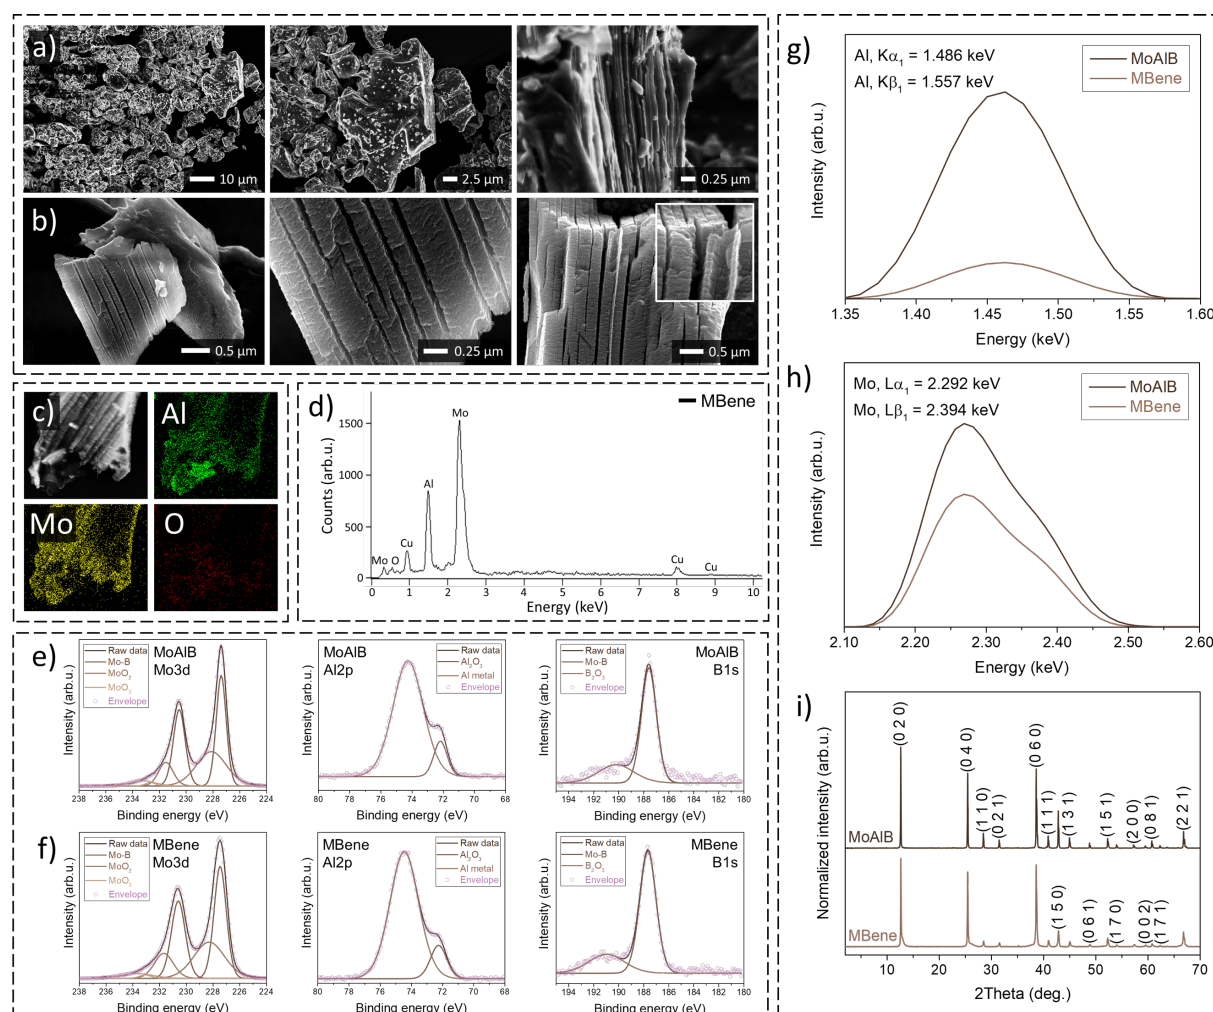 a)
10 μm
2.5 μm
0.25 μm
b)
0.5 μm
0.25 μm
0.5 μm
c)
Al
Mo
O
d)
MBene
Counts (arb.u.)
1500
1000
500
0
Mo
O
Cu
Al
Mo
Cu
Cu
0 1 2 3 4 5 6 7 8 9 10
Energy (keV)
e)
MoAlB
Mo3d
Raw data
Mo-B
MoO₂
MoO₃
Envelope
Intensity (arb.u.)
238 236 234 232 230 228 226 224
Binding energy (eV)
MoAlB
Al2p
Raw data
Al₂O₃
Al metal
Envelope
Intensity (arb.u.)
80 78 76 74 72 70 68
Binding energy (eV)
MoAlB
B1s
Raw data
Mo-B
B₂O₃
Envelope
Intensity (arb.u.)
194 192 190 188 186 184 182 180
Binding energy (eV)
f)
MBene
Mo3d
Raw data
Mo-B
MoO₂
MoO₃
Envelope
Intensity (arb.u.)
238 236 234 232 230 228 226 224
Binding energy (eV)
MBene
Al2p
Raw data
Al₂O₃
Al metal
Envelope
Intensity (arb.u.)
80 78 76 74 72 70 68
Binding energy (eV)
MBene
B1s
Raw data
Mo-B
B₂O₃
Envelope
Intensity (arb.u.)
194 192 190 188 186 184 182 180
Binding energy (eV)
g)
Al, Kα₁ = 1.486 keV
Al, Kβ₁ = 1.557 keV
MoAlB
MBene
Intensity (arb.u.)
1.35 1.40 1.45 1.50 1.55 1.60
Energy (keV)
h)
Mo, Lα₁ = 2.292 keV
Mo, Lβ₁ = 2.394 keV
MoAlB
MBene
Intensity (arb.u.)
2.10 2.20 2.30 2.40 2.50 2.60
Energy (keV)
i)
Normalized intensity (arb.u.)
(0 2 0)
(0 4 0)
(1 1 0)
(0 2 1)
(0 6 0)
(1 1 1)
(1 3 1)
(1 5 1)
(2 0 0)
(0 8 1)
(2 2 1)
MoAlB
(1 5 0)
(0 6 1)
(1 7 0)
(0 0 2)
(1 7 1)
MBene
10 20 30 40 50 60 70
2Theta (deg.)